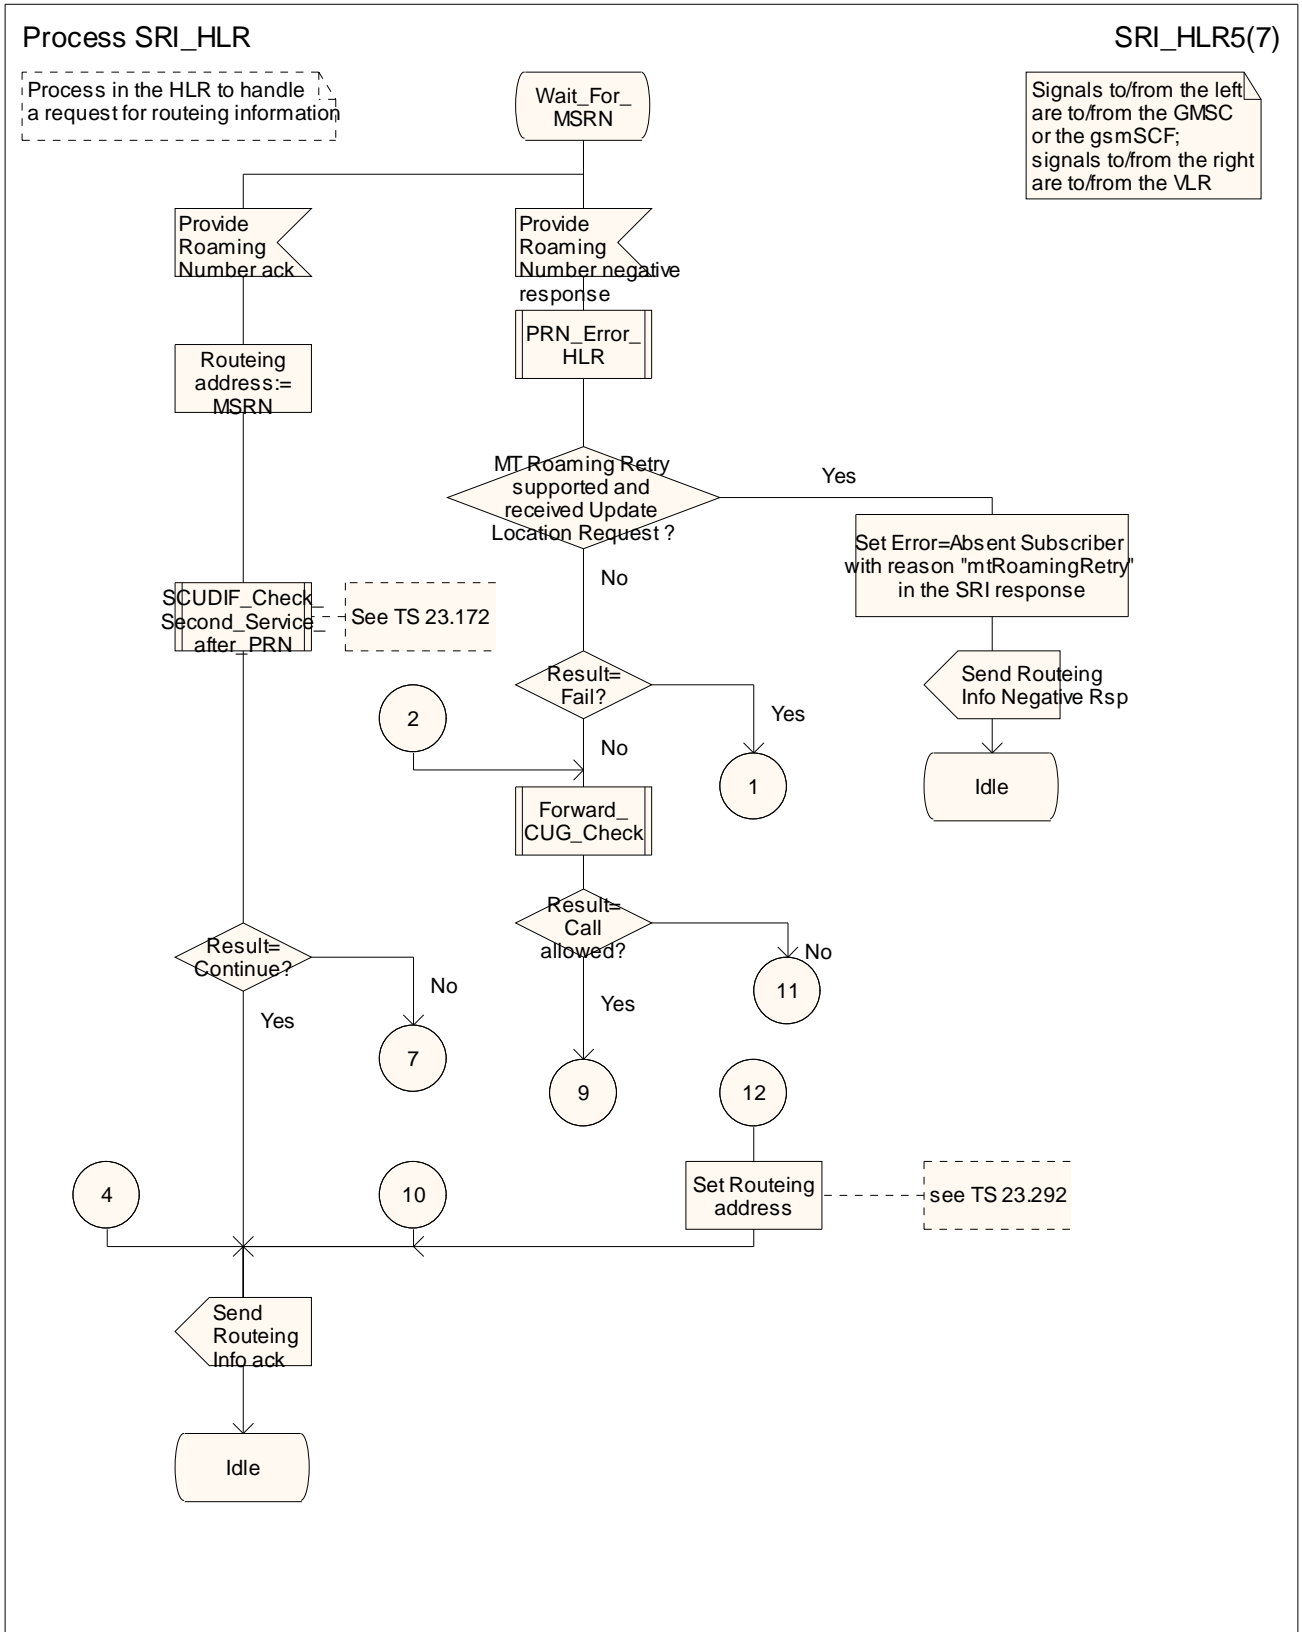 Process SRI_HLR
SRI_HLR5(7)
Process in the HLR to handle
a request for routeing information
Wait_For_
MSRN
Signals to/from the left
are to/from the GMSC
or the gsmSCF;
signals to/from the right
are to/from the VLR
Provide
Roaming
Number ack
Provide
Roaming
Number negative
response
PRN_Error_
HLR
Routeing
address:=
MSRN
MT Roaming Retry
supported and
received Update
Location Request ?
Yes
No
Set Error=Absent Subscriber
with reason "mtRoamingRetry"
in the SRI response
SCUDIF_Check_
Second_Service_
after_PRN
See TS 23.172
Result=
Fail?
Yes
No
Send Routeing
Info Negative Rsp
2
1
Idle
Forward_
CUG_Check
Result=
Call
allowed?
No
Yes
11
Result=
Continue?
No
Yes
7
9
12
4
10
Set Routeing
address
see TS 23.292
Send
Routeing
Info ack
Idle